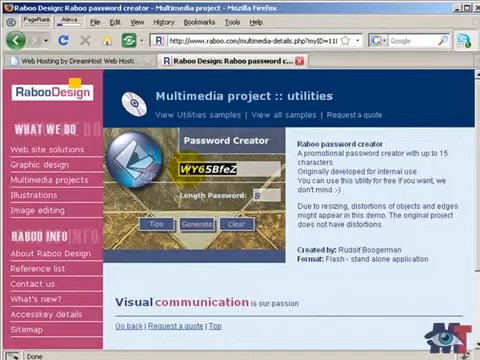 Raboo Design: Raboo password creator - Multimedia project - Mozilla Firefox
PageRank
Alexa
File Edit View History Bookmarks Tools Help
http://www.raboo.com/multimedia-details.php?myID=11
Google
Web Hosting by DreamHost Web Hosti...
Raboo Design: Raboo password c...
RabooDesign
WHAT WE DO
Web site solutions
Graphic design
Multimedia projects
Illustrations
Image editing
RABOO INFO
About Raboo Design
Reference list
Contact us
What's new?
Accesskey details
Sitemap
Multimedia project :: utilities
View Utilities samples | View all samples | Request a quote
Password Creator
WY65BfeZ
Length Password: 8
Tips Generate Clear
Raboo password creator
A promotional password creator with up to 15
characters.
Originally developed for internal use.
You can use this utility for free if you want, we
don't mind :-)
Due to resizing, distortions of objects and edges
might appear in this demo. The original project
does not have distortions.
Created by: Rudolf Boogerman
Format: Flash - stand alone application
Visual communication is our passion
Go back | Request a quote | Top
Done
MT